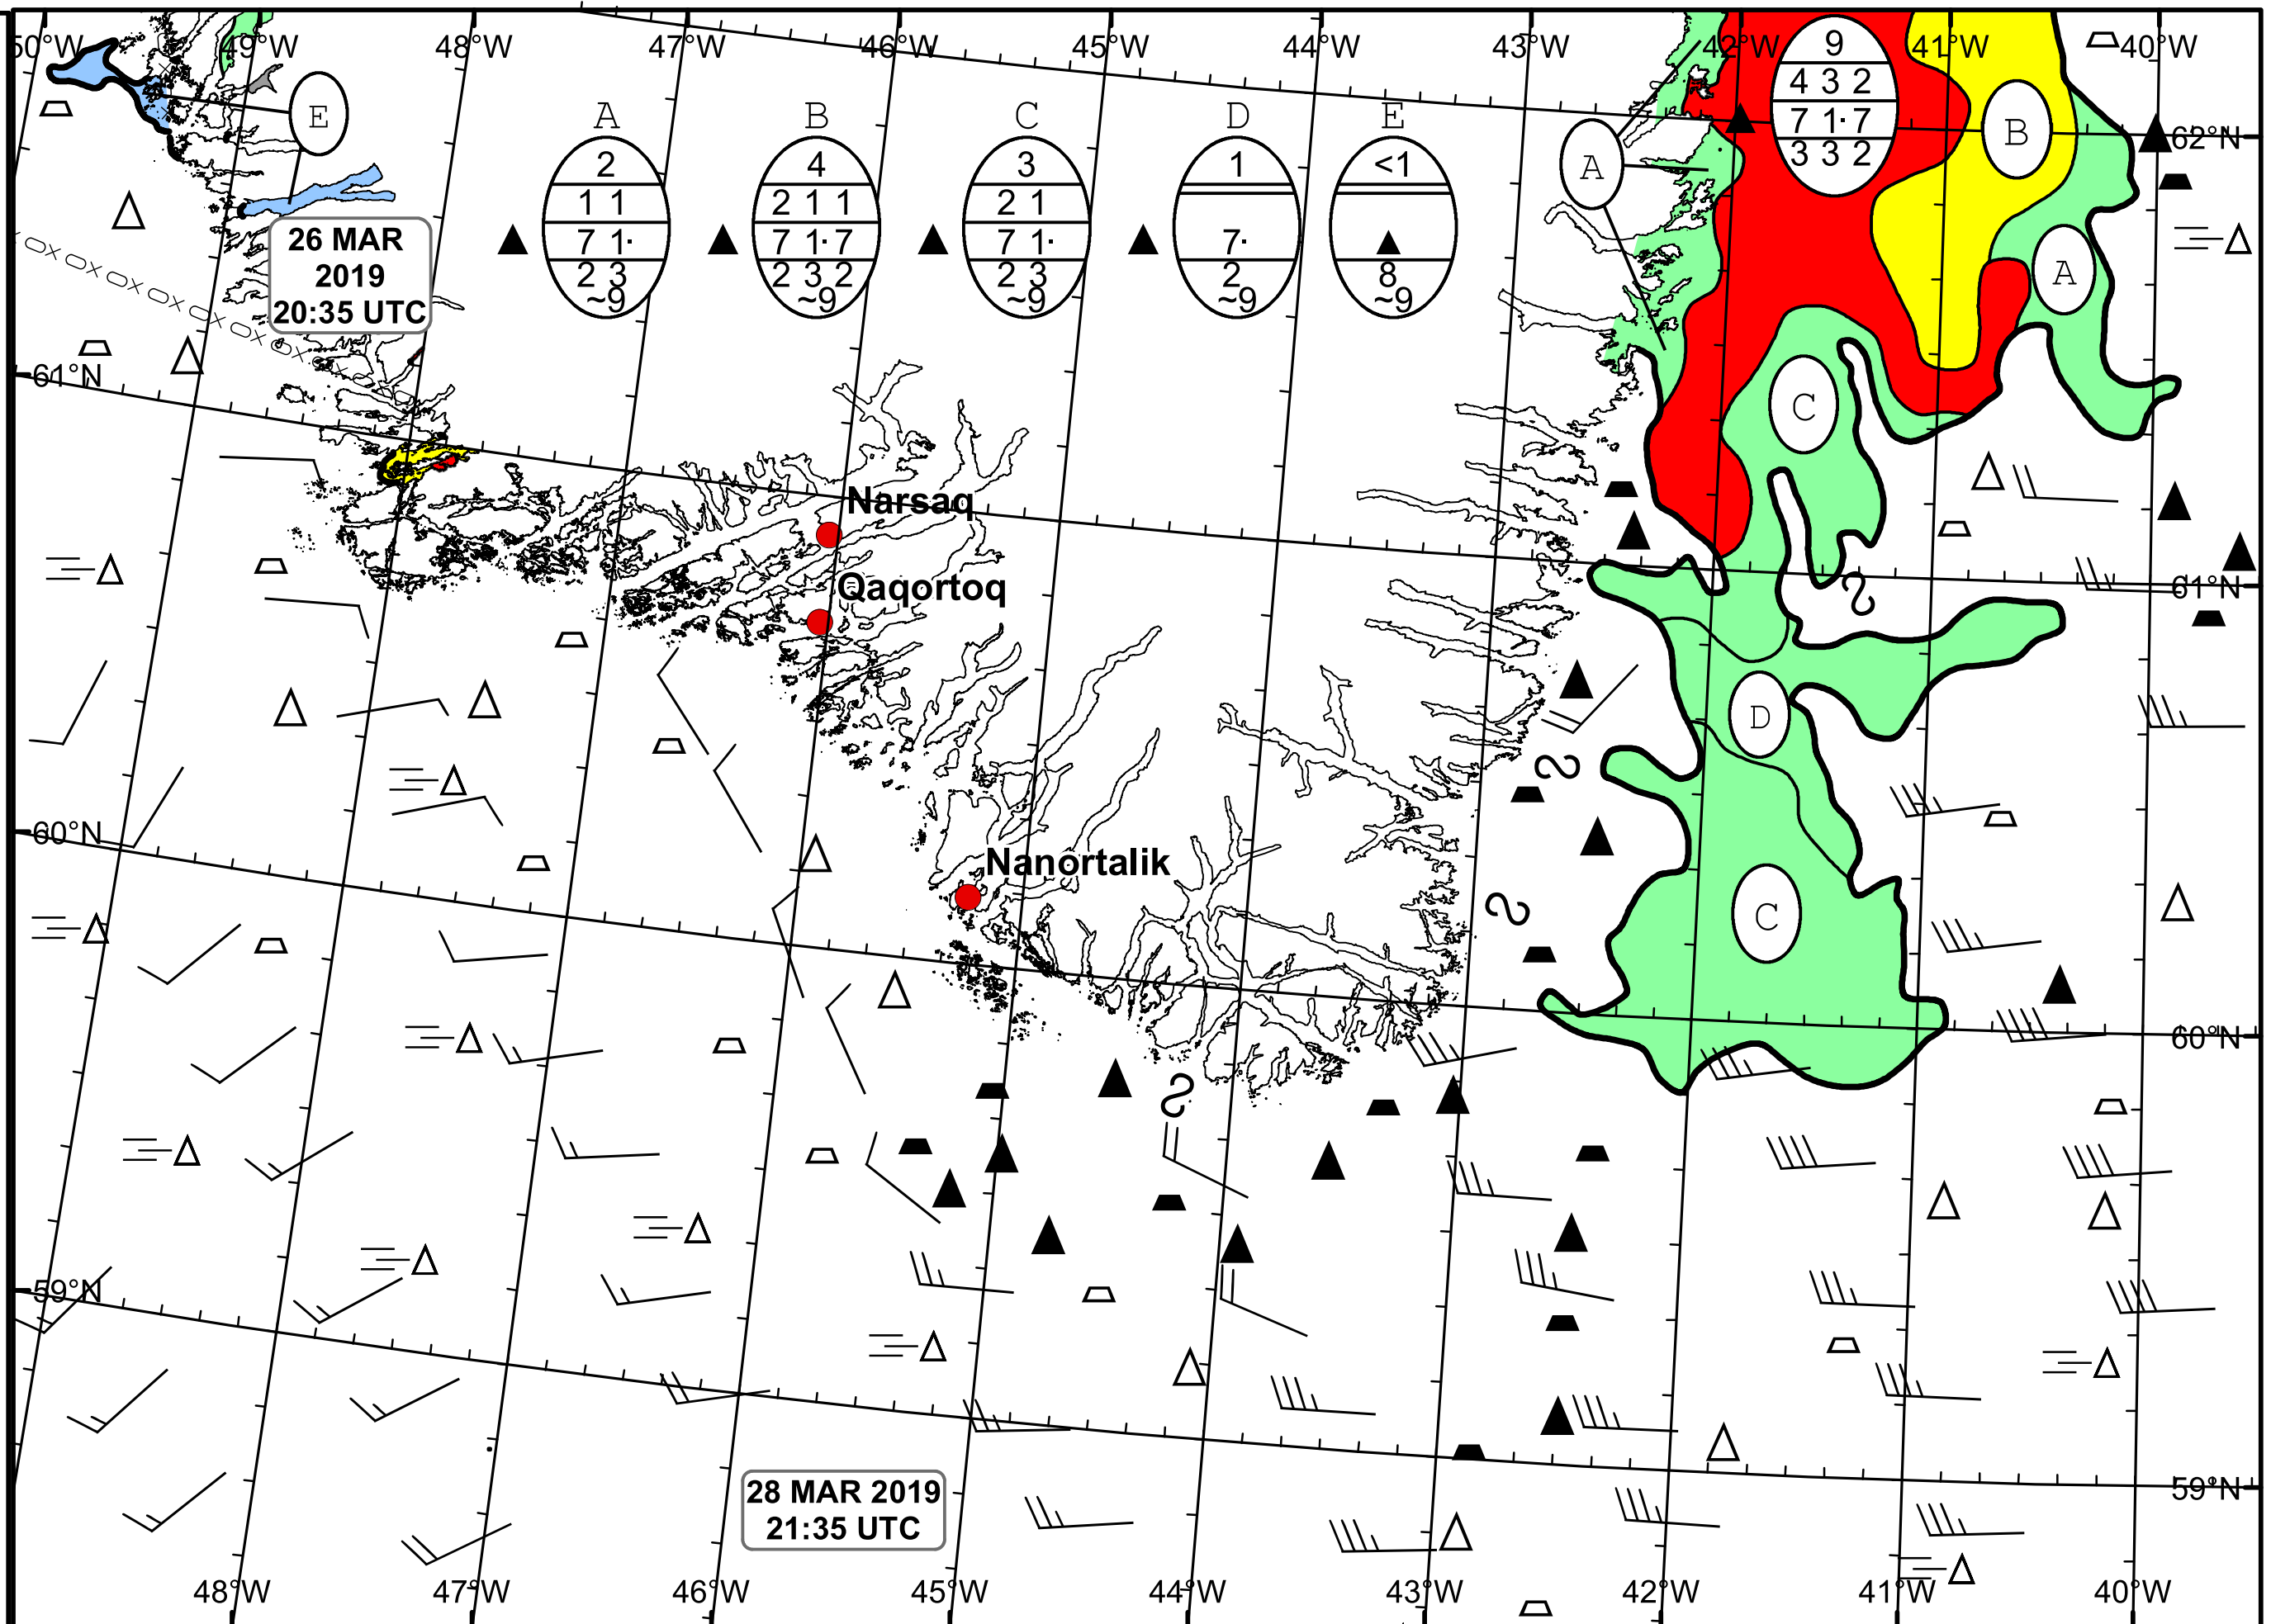 50°W 49°W 48°W 47°W 46°W 45°W 44°W 43°W 42°W 41°W 40°W
9
4 3 2
7 1· 7
3 3 2
E
A B C D E
2 4 3 1 <1
1 1 2 1 1 2 1
7 1· 7 1· 7 7 1· 7·
2 3 2 3 2 2 3 2 8
~9 ~9 ~9 ~9 ~9
A
B
62°N
A
26 MAR
2019
20:35 UTC
61°N
C
Narsaq
Qaqortoq
61°N
D
60°N
Nanortalik
C
60°N
59°N
28 MAR 2019
21:35 UTC
59°N
48°W 47°W 46°W 45°W 44°W 43°W 42°W 41°W 40°W